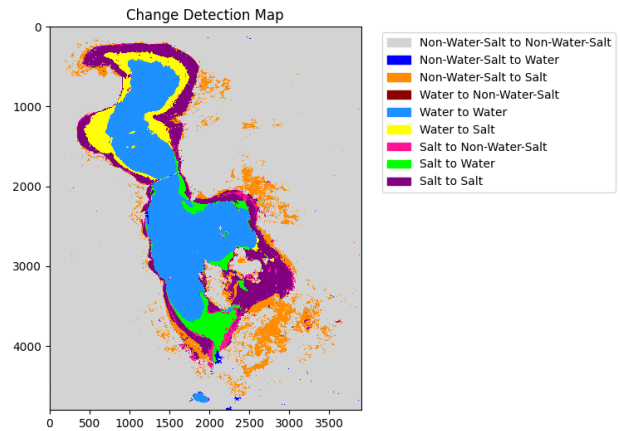 Change Detection Map
0
1000
2000
3000
4000
0 500 1000 1500 2000 2500 3000 3500
Non-Water-Salt to Non-Water-Salt
Non-Water-Salt to Water
Non-Water-Salt to Salt
Water to Non-Water-Salt
Water to Water
Water to Salt
Salt to Non-Water-Salt
Salt to Water
Salt to Salt